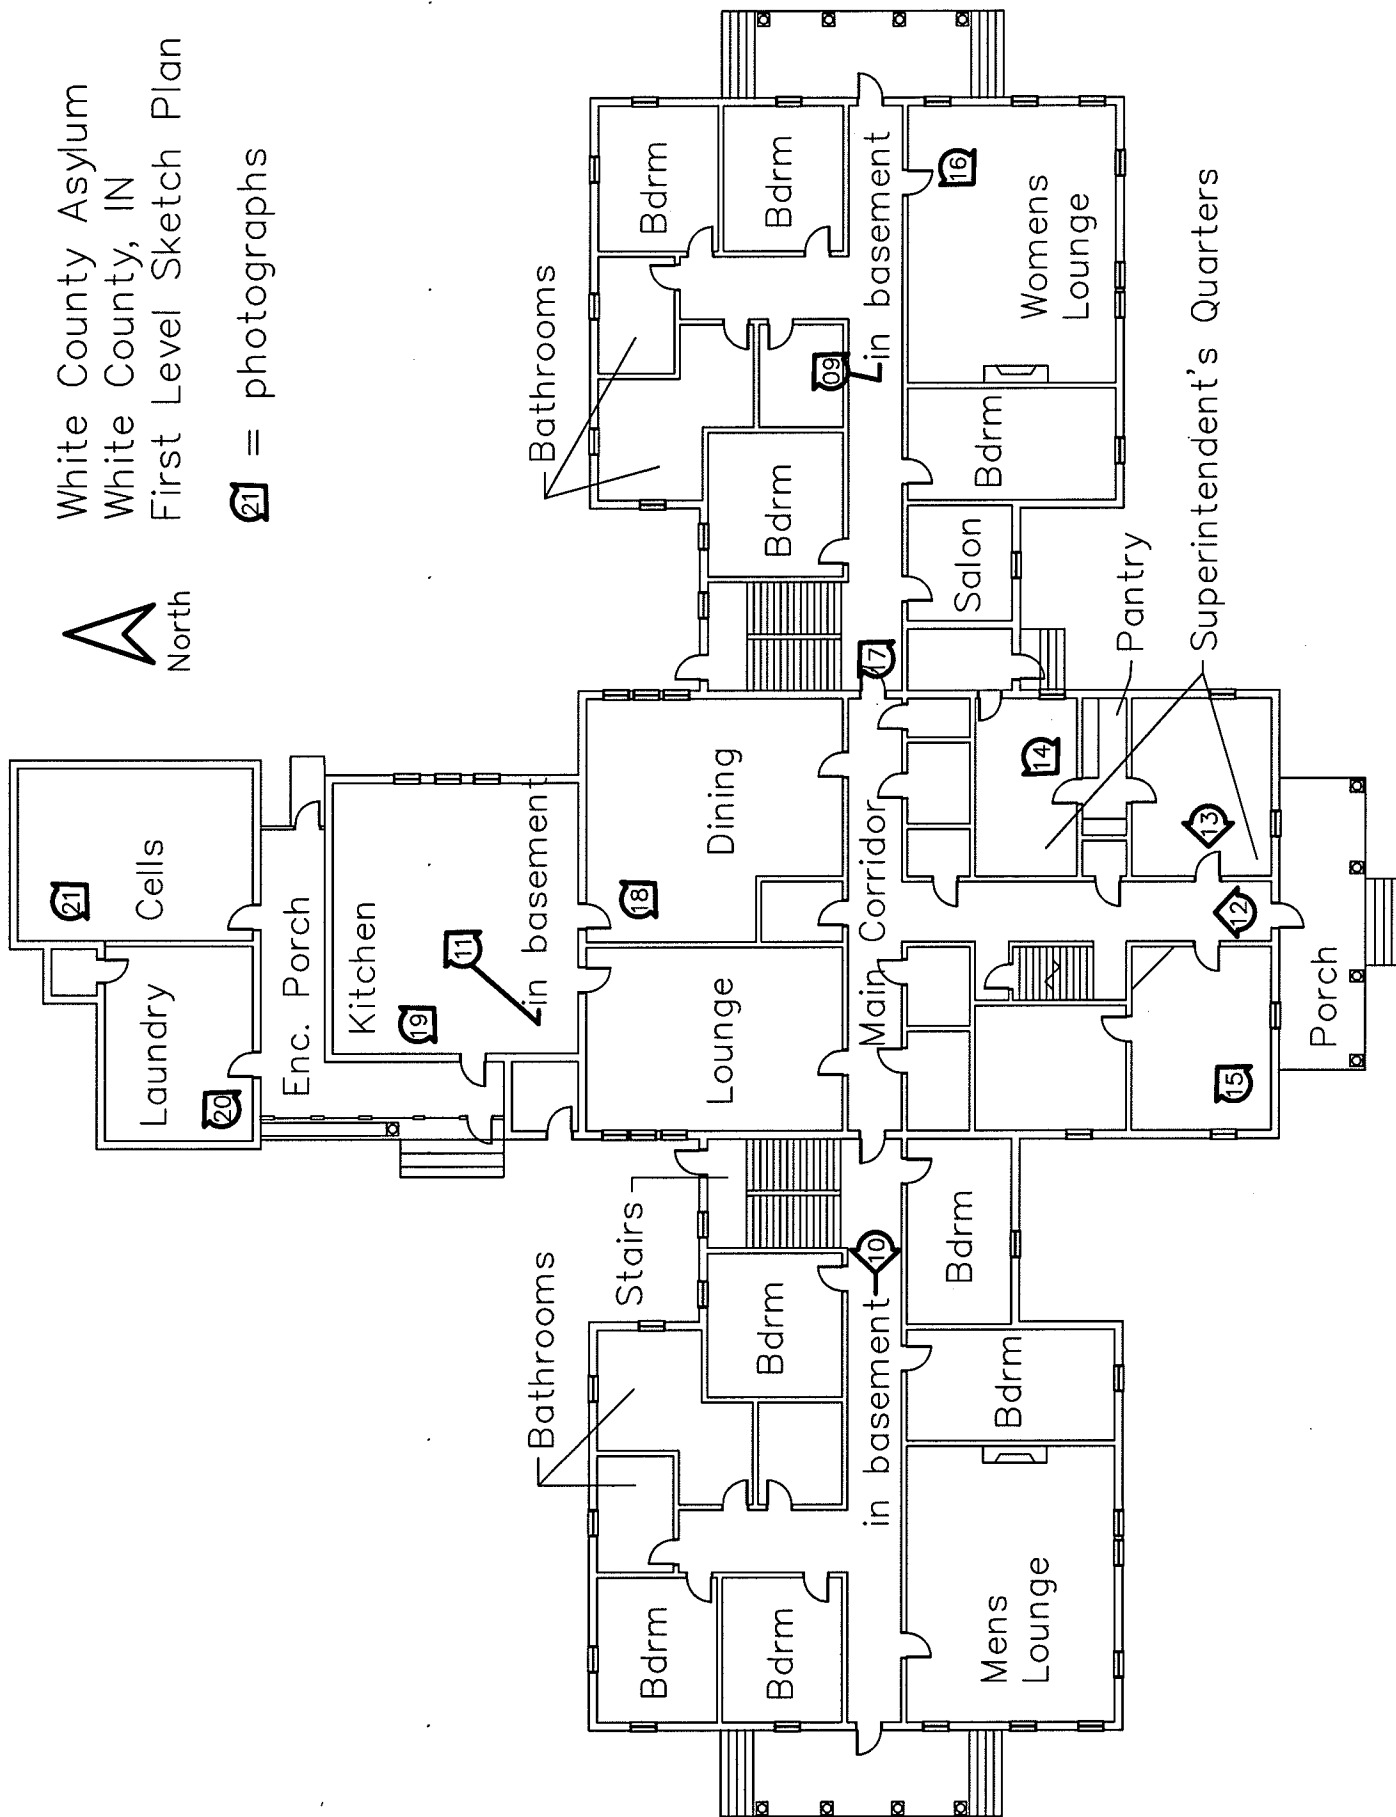 White County Asylum
White County, IN
First Level Sketch Plan
21 = photographs
North
Cells
21
Laundry
20
Enc. Porch
Kitchen
19
11
in basement
Bathrooms
Stairs
Bdrm
Bdrm
Bdrm
in basement
10
Mens
Lounge
Bdrm
Bdrm
Lounge
Dining
18
Main Corridor
17
Bathrooms
Bdrm
Bdrm
Bdrm
09
in basement
16
Womens
Lounge
Bdrm
Salon
14
Pantry
Superintendent's Quarters
13
12
15
Porch